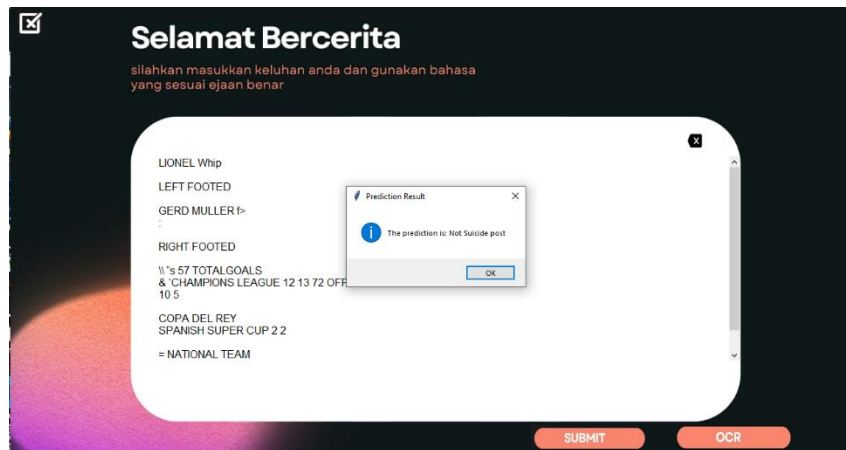 Selamat Bercerita
silahkan masukkan keluhan anda dan gunakan bahasa
yang sesuai ejaan benar
LIONEL Whip
LEFT FOOTED
GERD MULLER f>
:
RIGHT FOOTED
\\ "s 57 TOTALGOALS
& 'CHAMPIONS LEAGUE 12 13 72 OFF
10 5
COPA DEL REY
SPANISH SUPER CUP 2 2
= NATIONAL TEAM
Prediction Result
The prediction is: Not Suicide post
OK
SUBMIT
OCR